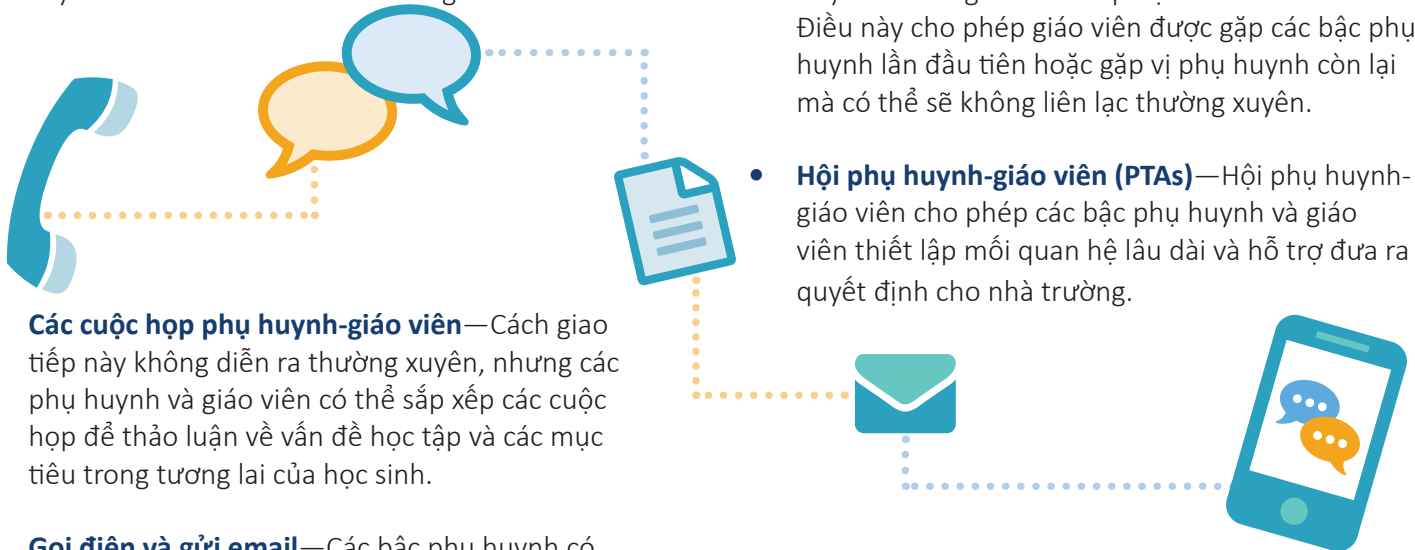 Các cuộc họp phụ huynh-giáo viên—Cách giao
tiếp này không diễn ra thường xuyên, nhưng các
phụ huynh và giáo viên có thể sắp xếp các cuộc
họp để thảo luận về vấn đề học tập và các mục
tiêu trong tương lai của học sinh.
Gọi điện và gửi email—Các bậc phụ huynh có
Điều này cho phép giáo viên được gặp các bậc phụ
huynh lần đầu tiên hoặc gặp vị phụ huynh còn lại
mà có thể sẽ không liên lạc thường xuyên.
• Hội phụ huynh-giáo viên (PTAs)—Hội phụ huynh-
giáo viên cho phép các bậc phụ huynh và giáo
viên thiết lập mối quan hệ lâu dài và hỗ trợ đưa ra
quyết định cho nhà trường.